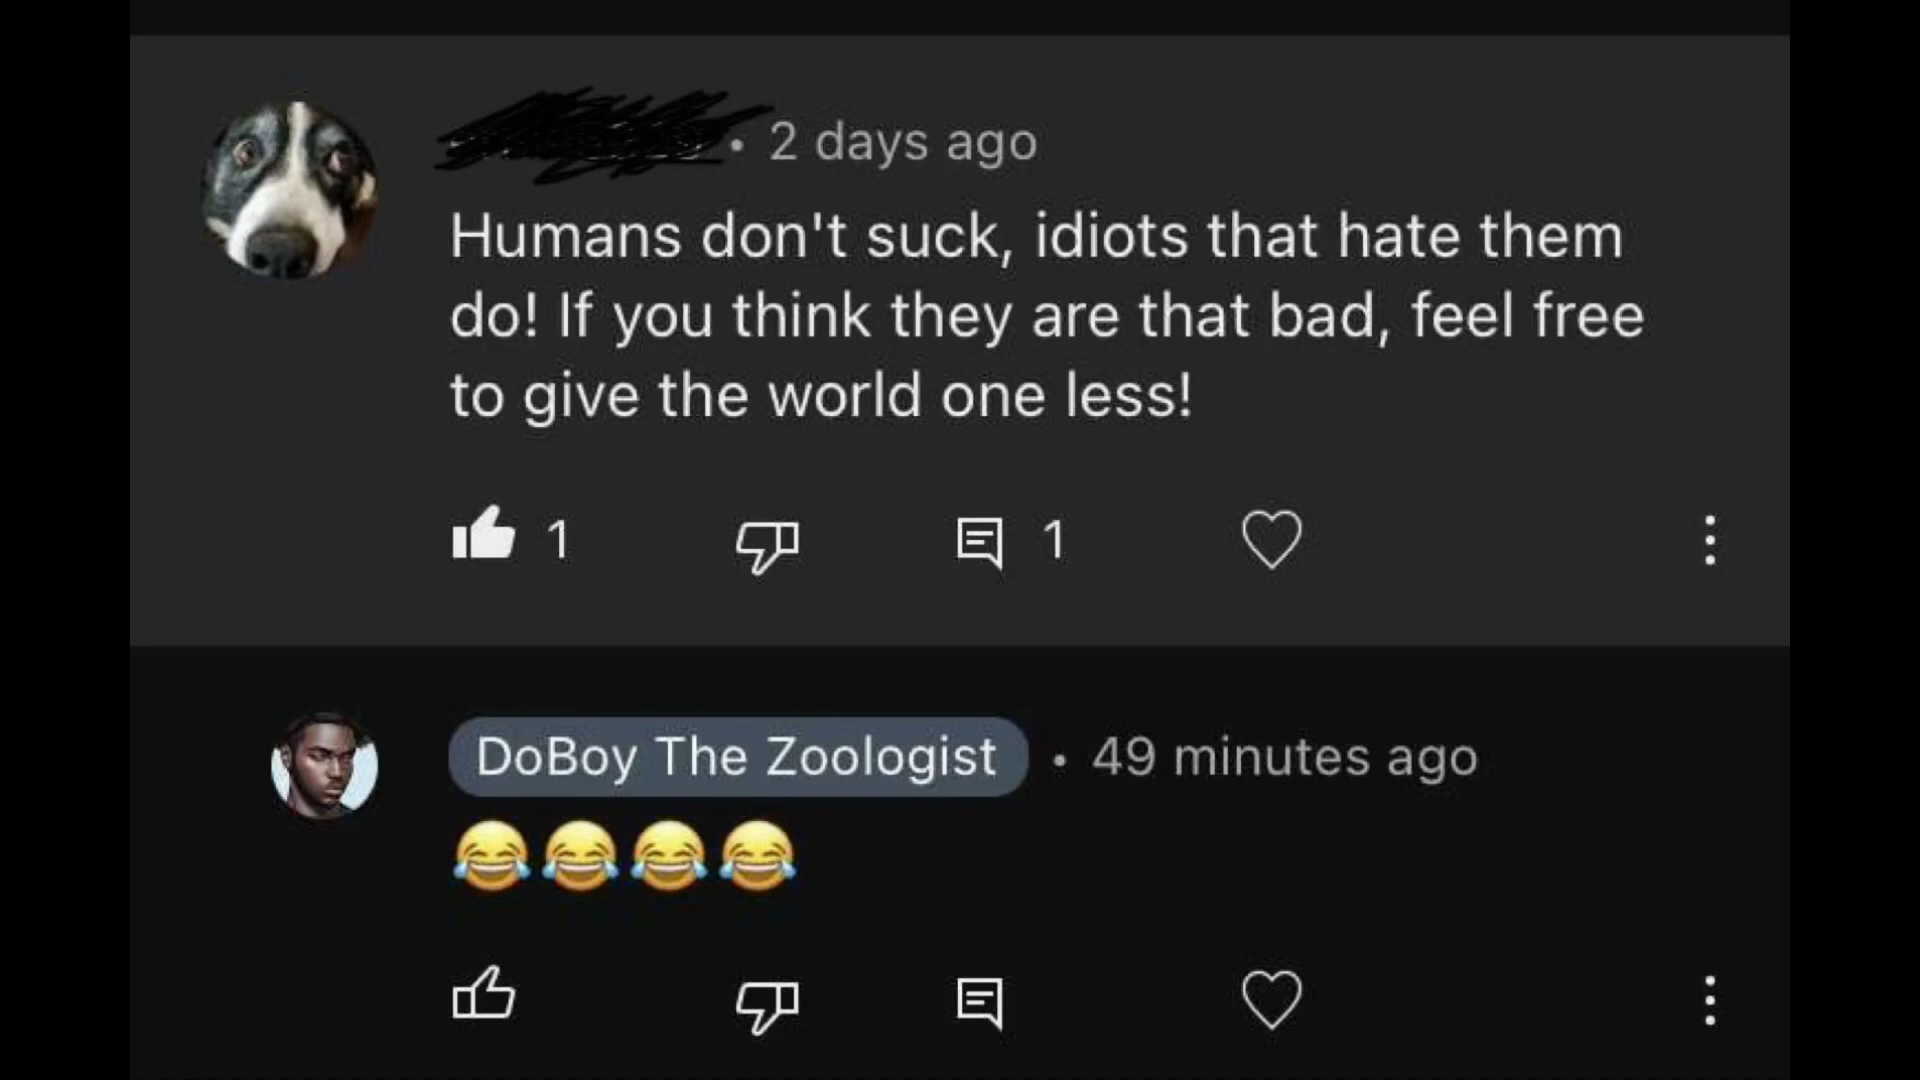 • 2 days ago
Humans don't suck, idiots that hate them
do! If you think they are that bad, feel free
to give the world one less!
1 1
DoBoy The Zoologist • 49 minutes ago
😂😂😂😂